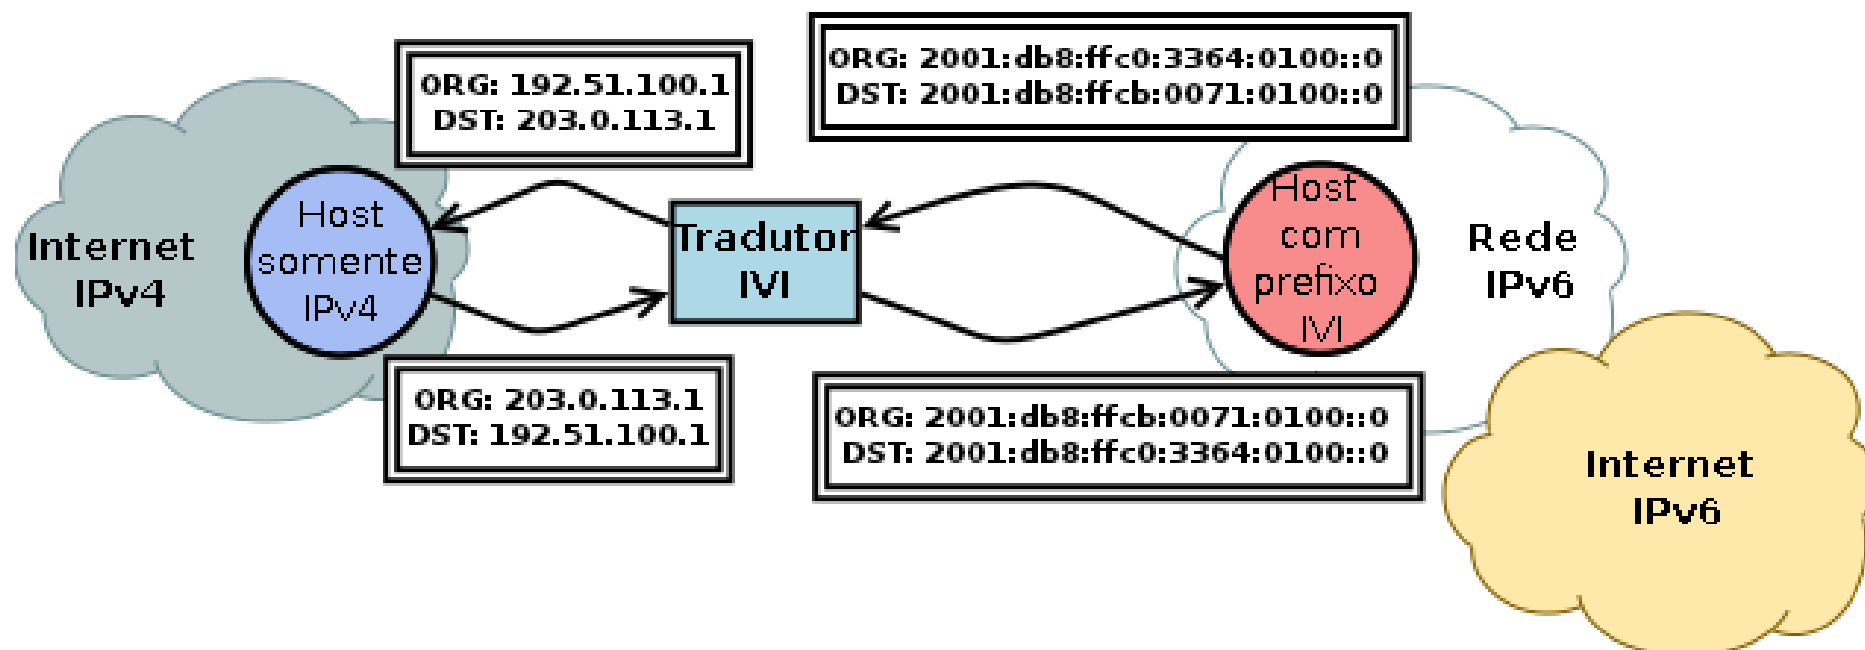 ORG: 192.51.100.1
DST: 203.0.113.1
ORG: 2001:db8:ffc0:3364:0100::0
DST: 2001:db8:ffcb:0071:0100::0
Internet
IPv4
Host
somente
IPv4
Tradutor
IVI
Host
com
prefixo
IVI
Rede
IPv6
ORG: 203.0.113.1
DST: 192.51.100.1
ORG: 2001:db8:ffcb:0071:0100::0
DST: 2001:db8:ffc0:3364:0100::0
Internet
IPv6